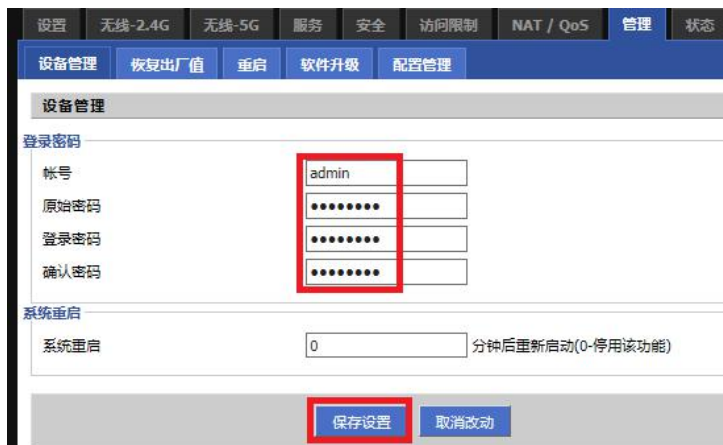 设置 无线-2.4G 无线-5G 服务 安全 访问限制 NAT / QoS 管理 状态
设备管理 恢复出厂值 重启 软件升级 配置管理
设备管理
登录密码
帐号 admin
原始密码 ●●●●●●●●
登录密码 ●●●●●●●●
确认密码 ●●●●●●●●
系统重启
系统重启 0 分钟后重新启动(0-停用该功能)
保存设置 取消改动